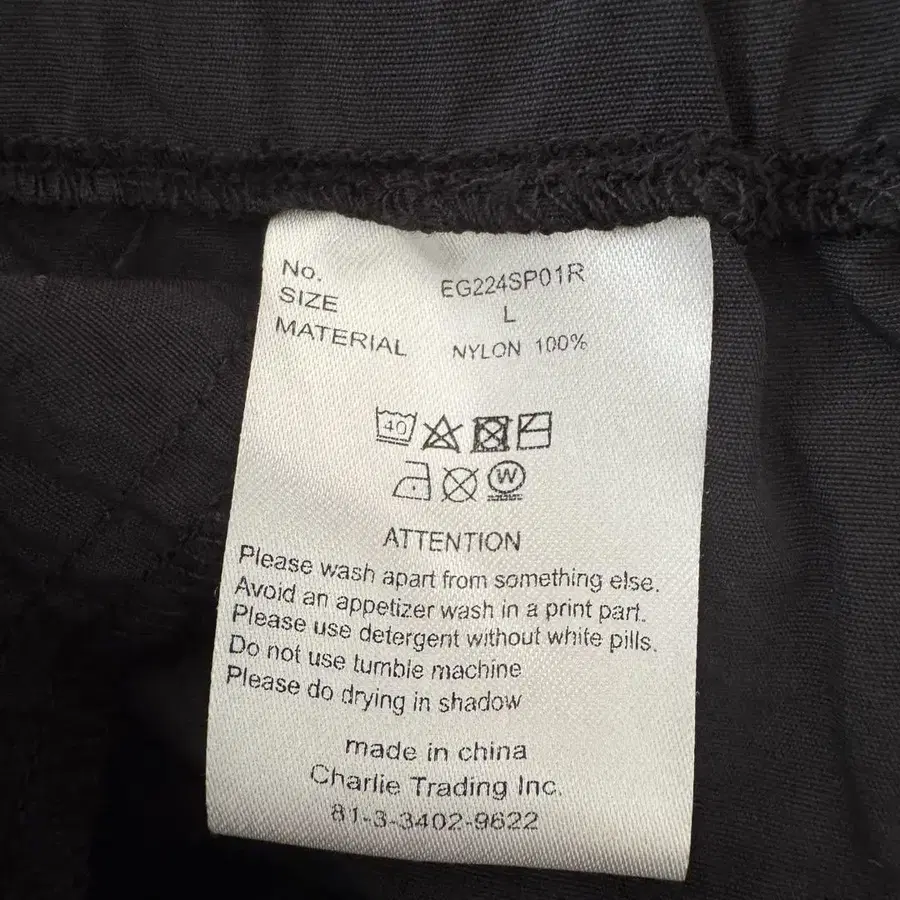 No. EG224SP01R
SIZE L
MATERIAL NYLON 100%
40
W
ATTENTION
Please wash apart from something else.
Avoid an appetizer wash in a print part.
Please use detergent without white pills.
Do not use tumble machine
Please do drying in shadow
made in china
Charlie Trading Inc.
81-3-3402-9622